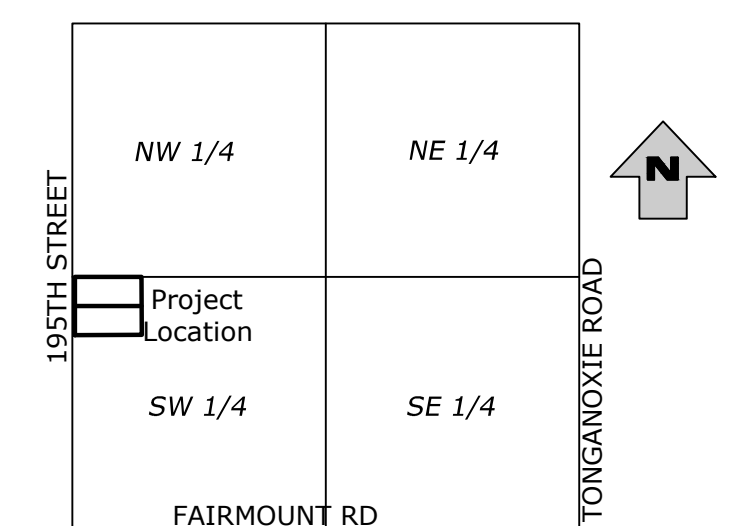 NW 1/4
NE 1/4
N
195TH STREET
Project
Location
TONGANOXIE ROAD
SW 1/4
SE 1/4
FAIRMOUNT RD